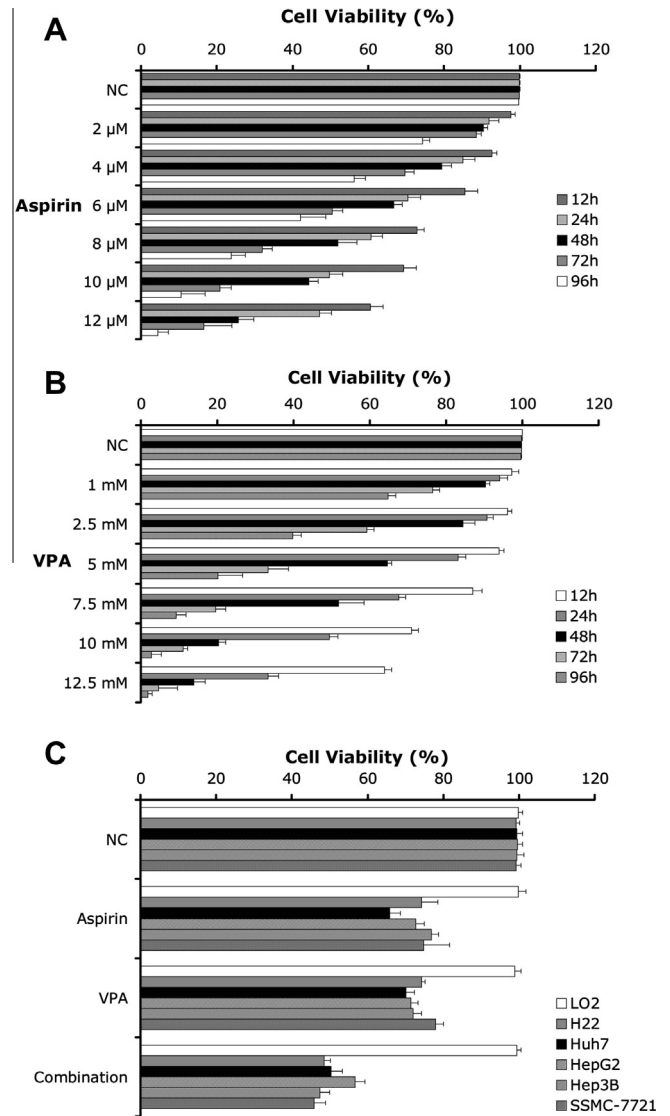 A
Cell Viability (%)
0 20 40 60 80 100 120
NC
2 µM
4 µM
6 µM
8 µM
10 µM
12 µM
Aspirin
12h
24h
48h
72h
96h
B
Cell Viability (%)
0 20 40 60 80 100 120
NC
1 mM
2.5 mM
5 mM
7.5 mM
10 mM
12.5 mM
VPA
12h
24h
48h
72h
96h
C
Cell Viability (%)
0 20 40 60 80 100 120
NC
Aspirin
VPA
Combination
LO2
H22
Huh7
HepG2
Hep3B
SSMC-7721